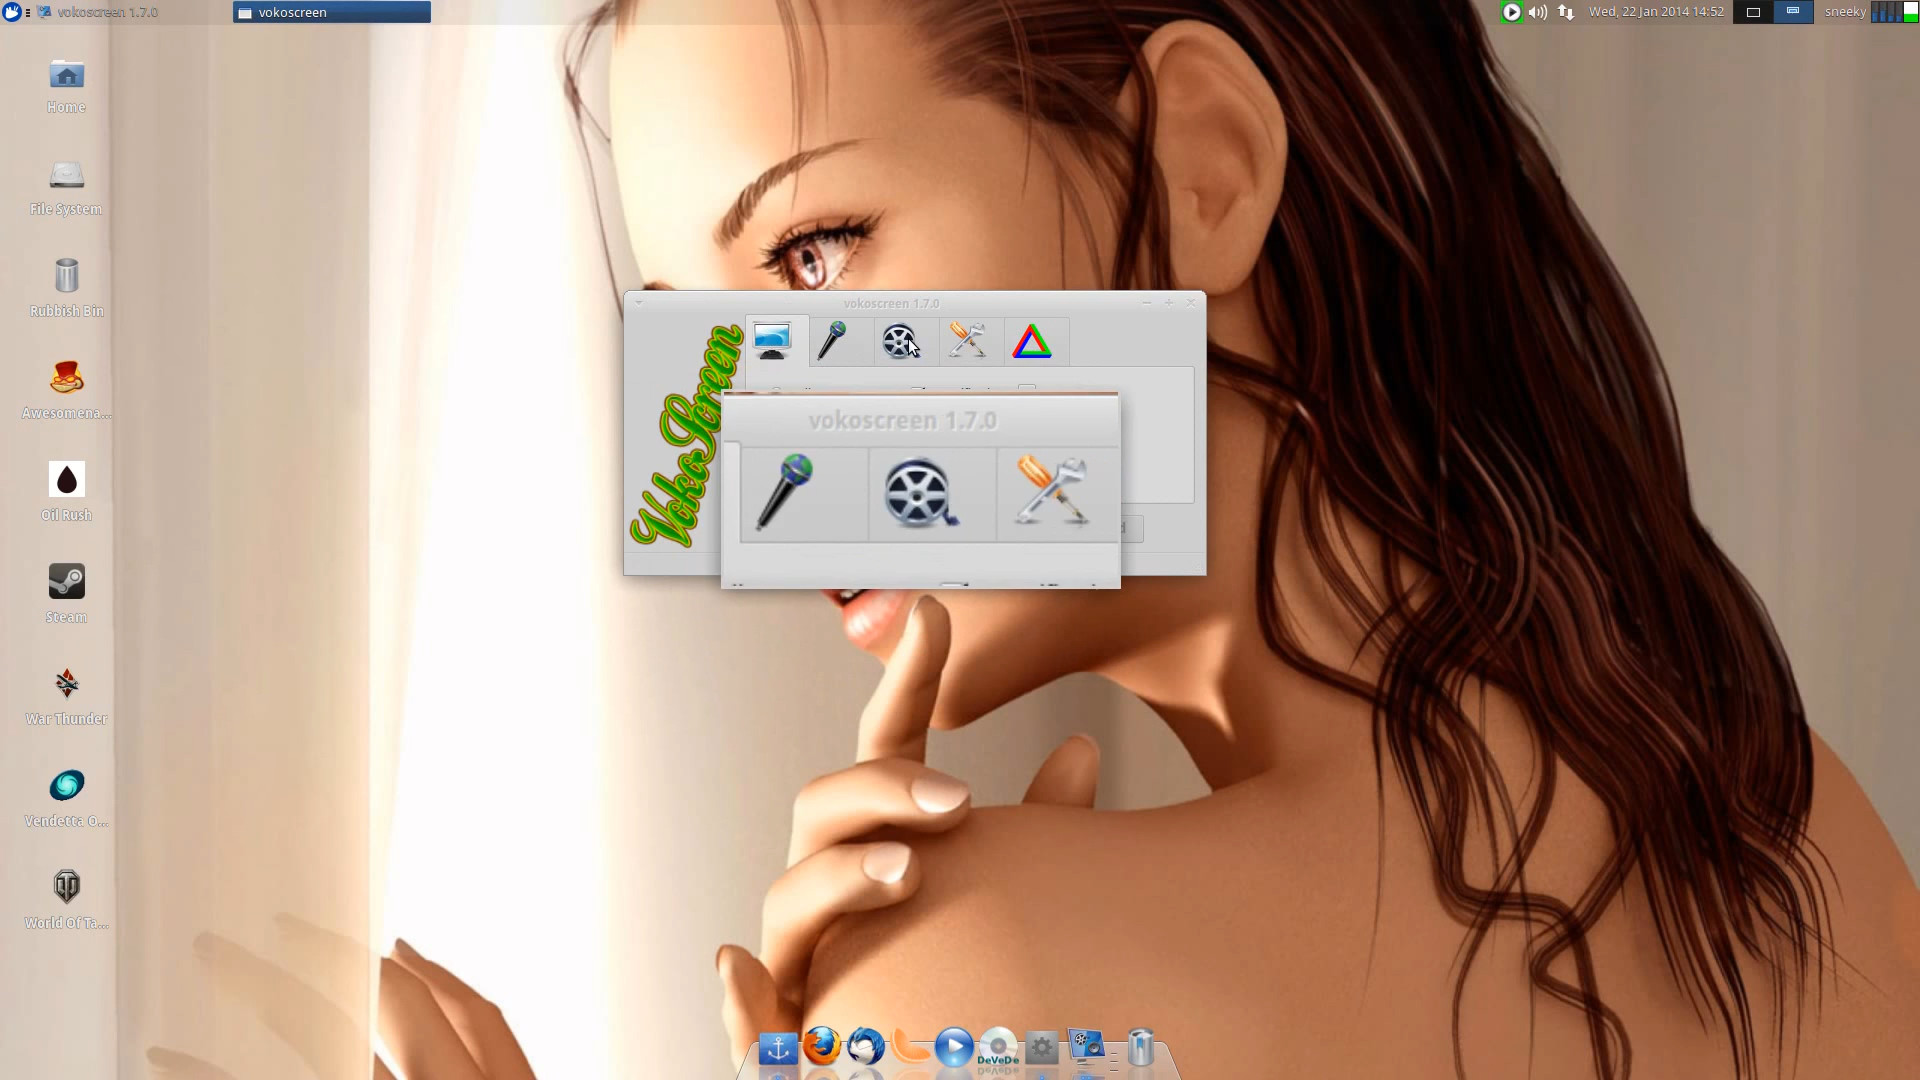 vokoscreen 1.7.0
vokoscreen
Wed, 22 Jan 2014 14:52
sneeky
Home
File System
Rubbish Bin
Awesomena...
Oil Rush
Steam
War Thunder
Vendetta O...
World Of Ta...
vokoscreen 1.7.0
VokoScreen
vokoscreen 1.7.0
DeVeDe